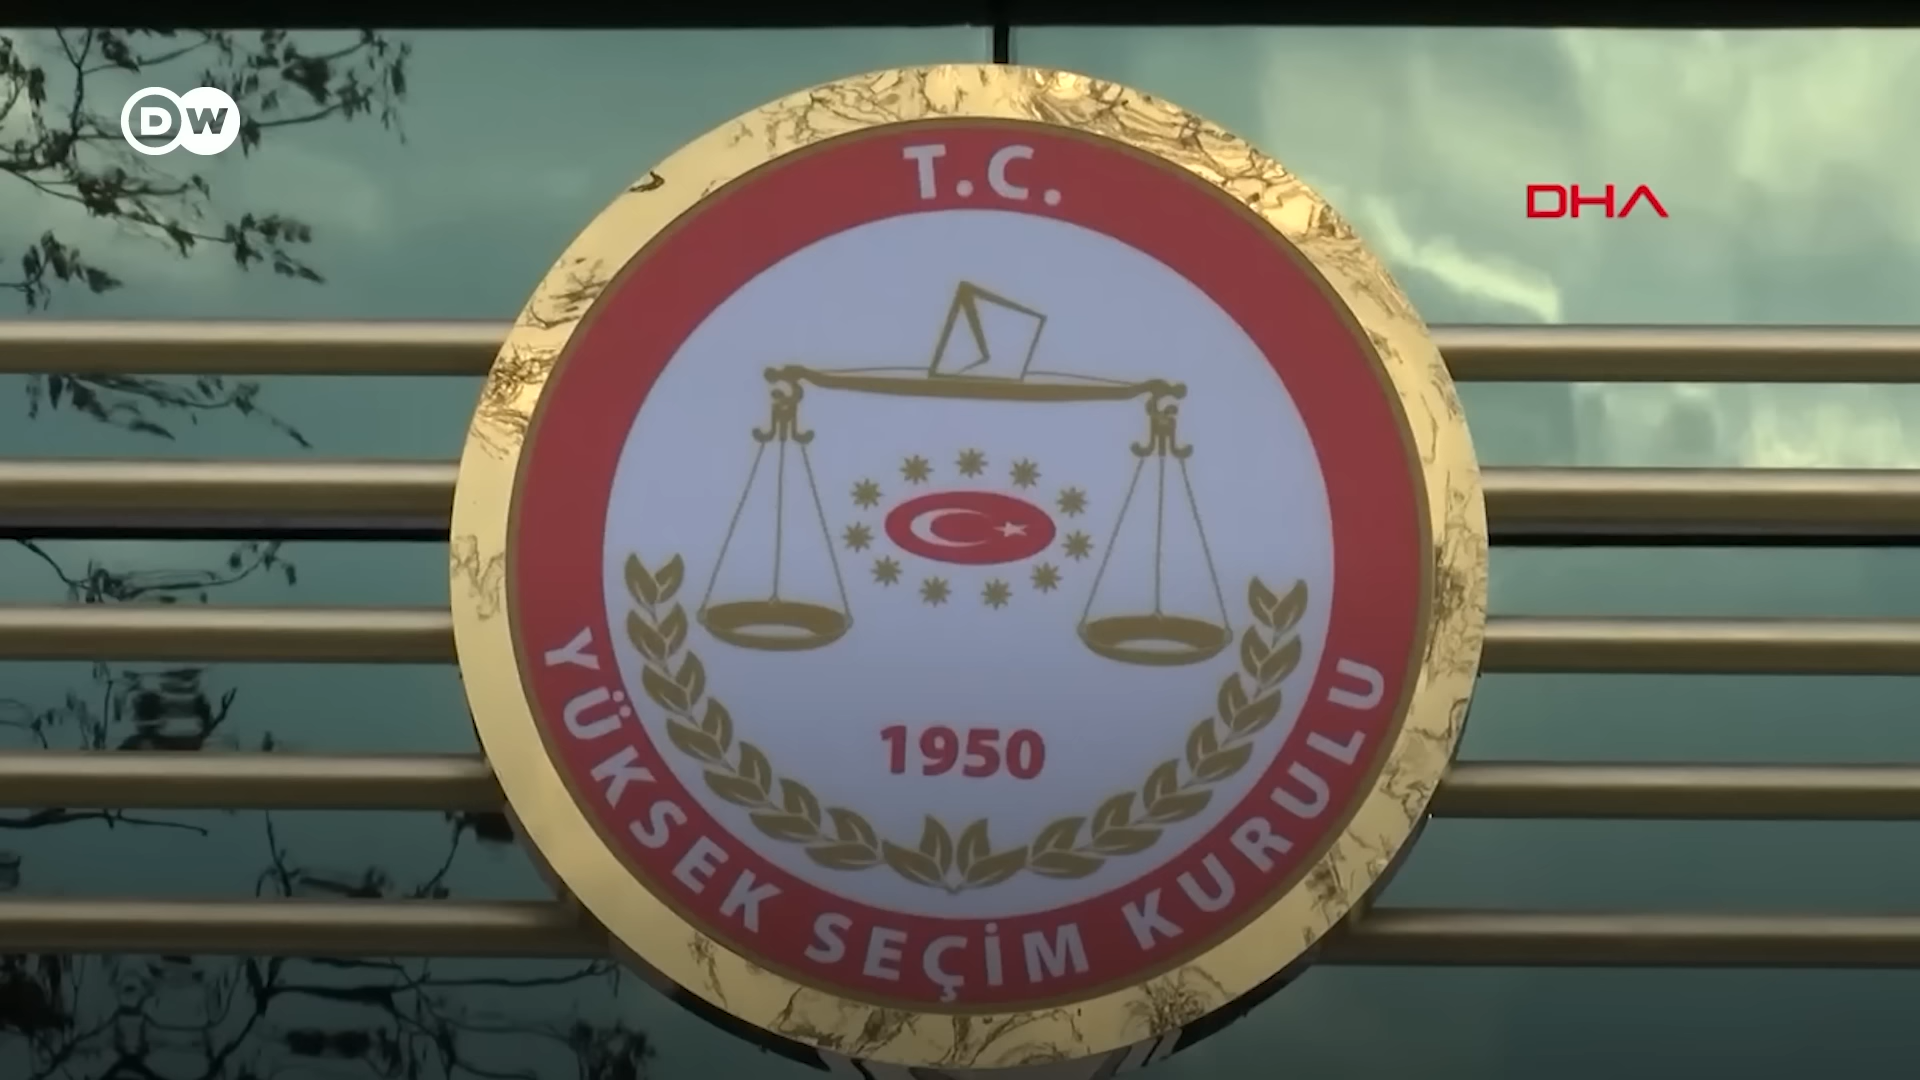 DW
DHA
T.C.
1950
YÜKSEK SEÇİM KURULU